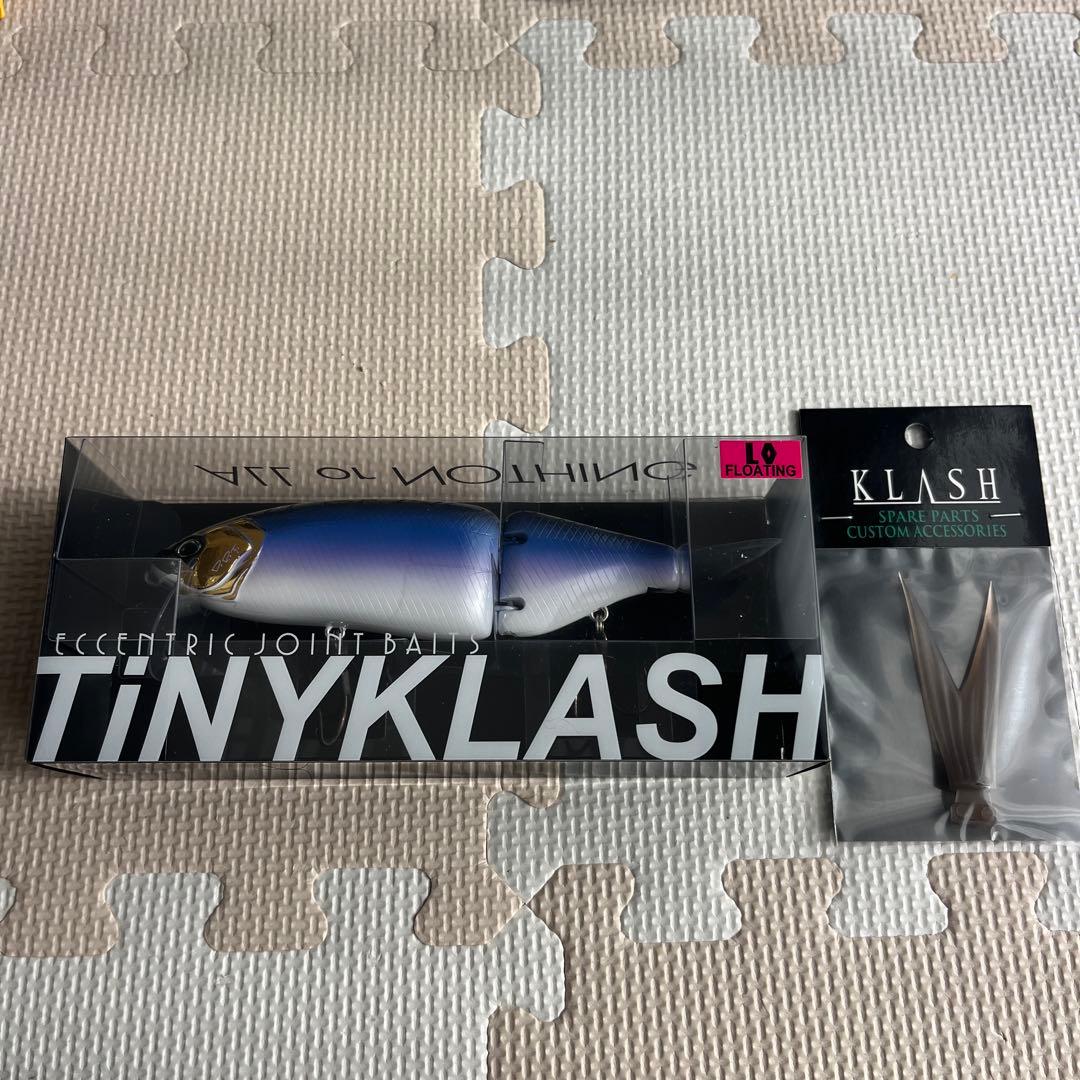 ALL or NOTHING
LO
FLOATING
ECCENTRIC JOINT BAITS
TiNYKLASH
KLASH
SPARE PARTS
CUSTOM ACCESSORIES